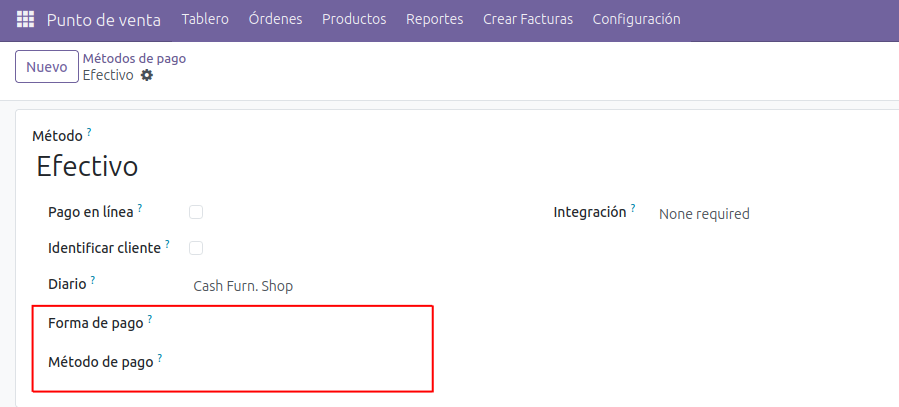 Punto de venta Tablero Órdenes Productos Reportes Crear Facturas Configuración
Nuevo
Métodos de pago
Efectivo
Método ?
Efectivo
Pago en línea ?
Integración ? None required
Identificar cliente ?
Diario ? Cash Furn. Shop
Forma de pago ?
Método de pago ?